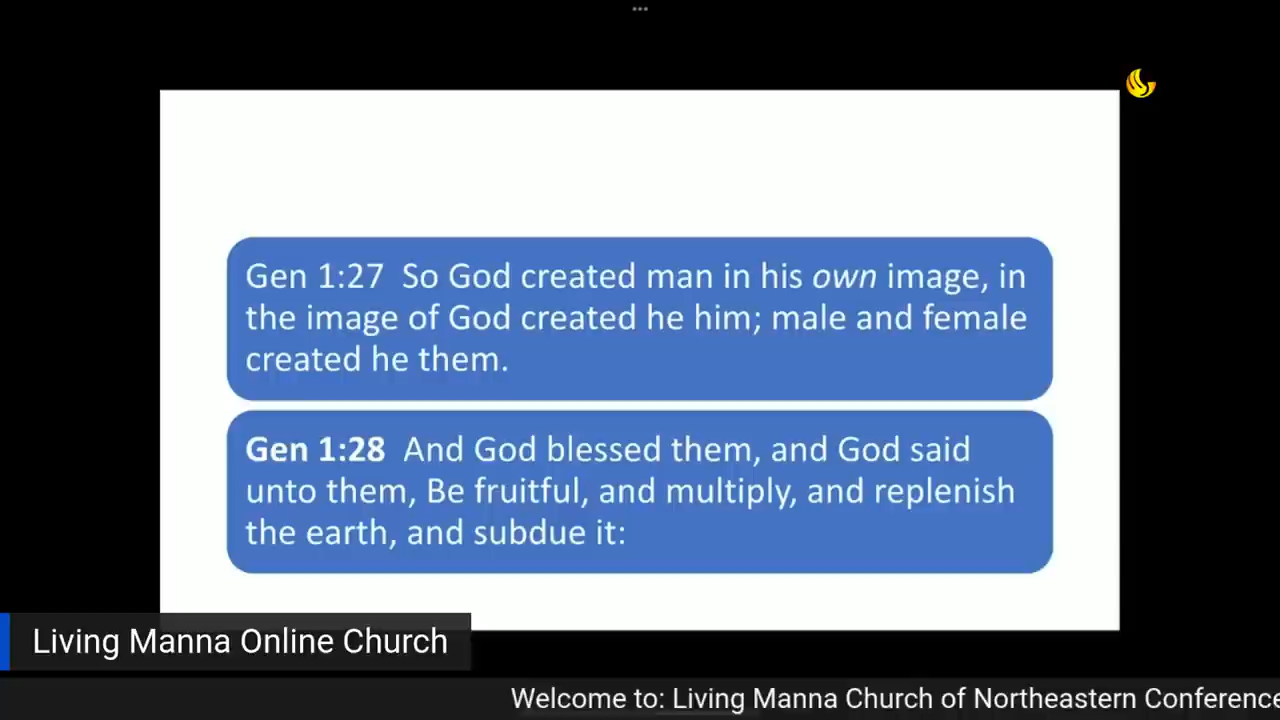 Gen 1:27 So God created man in his own image, in
the image of God created he him; male and female
created he them.
Gen 1:28 And God blessed them, and God said
unto them, Be fruitful, and multiply, and replenish
the earth, and subdue it:
Living Manna Online Church
Welcome to: Living Manna Church of Northeastern Conference